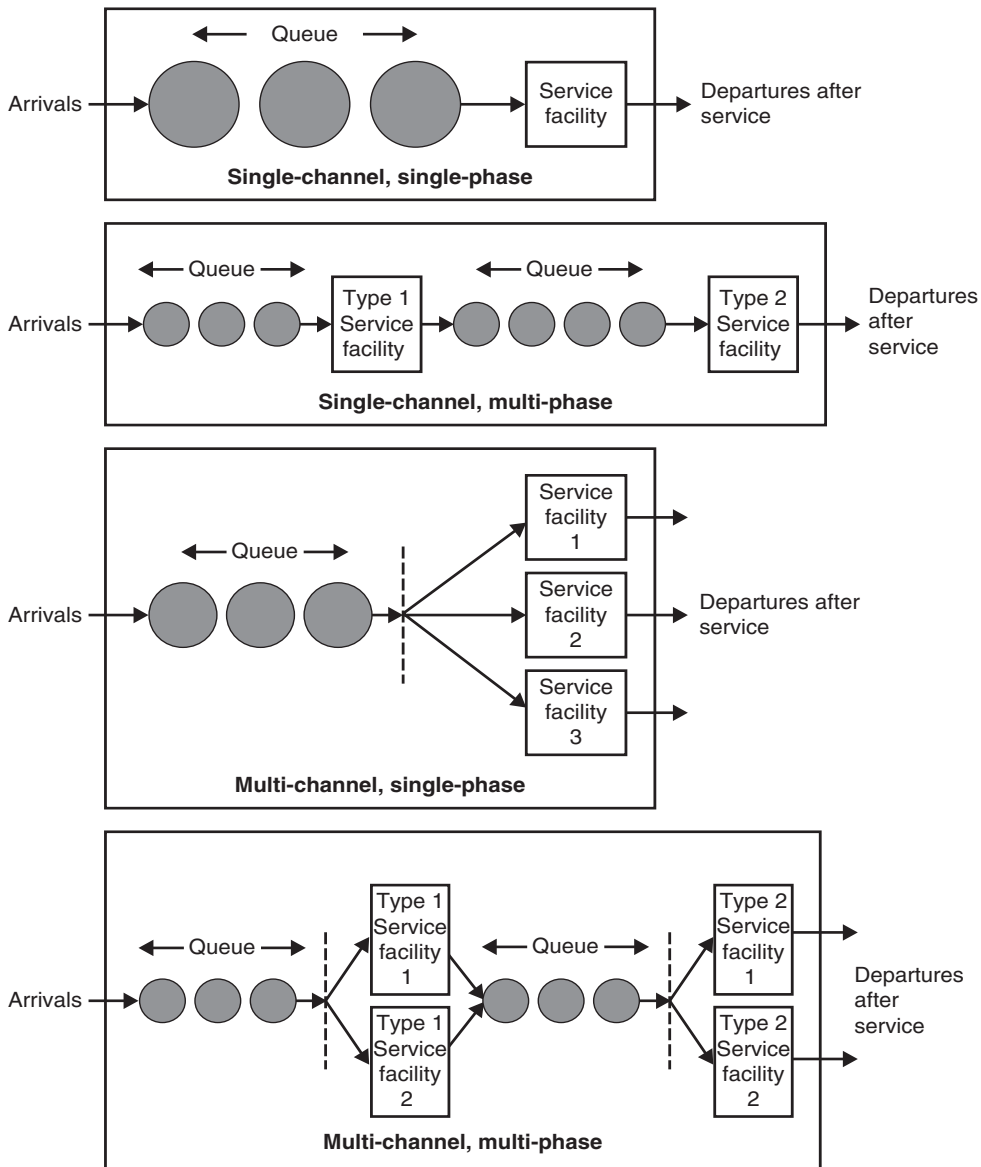 Queue
Arrivals
Service
facility
Departures after
service
Single-channel, single-phase
Queue
Queue
Arrivals
Type 1
Service
facility
Type 2
Service
facility
Departures
after
service
Single-channel, multi-phase
Queue
Arrivals
Service
facility
1
Service
facility
2
Service
facility
3
Departures after
service
Multi-channel, single-phase
Queue
Arrivals
Type 1
Service
facility
1
Type 1
Service
facility
2
Queue
Type 2
Service
facility
1
Type 2
Service
facility
2
Departures
after
service
Multi-channel, multi-phase